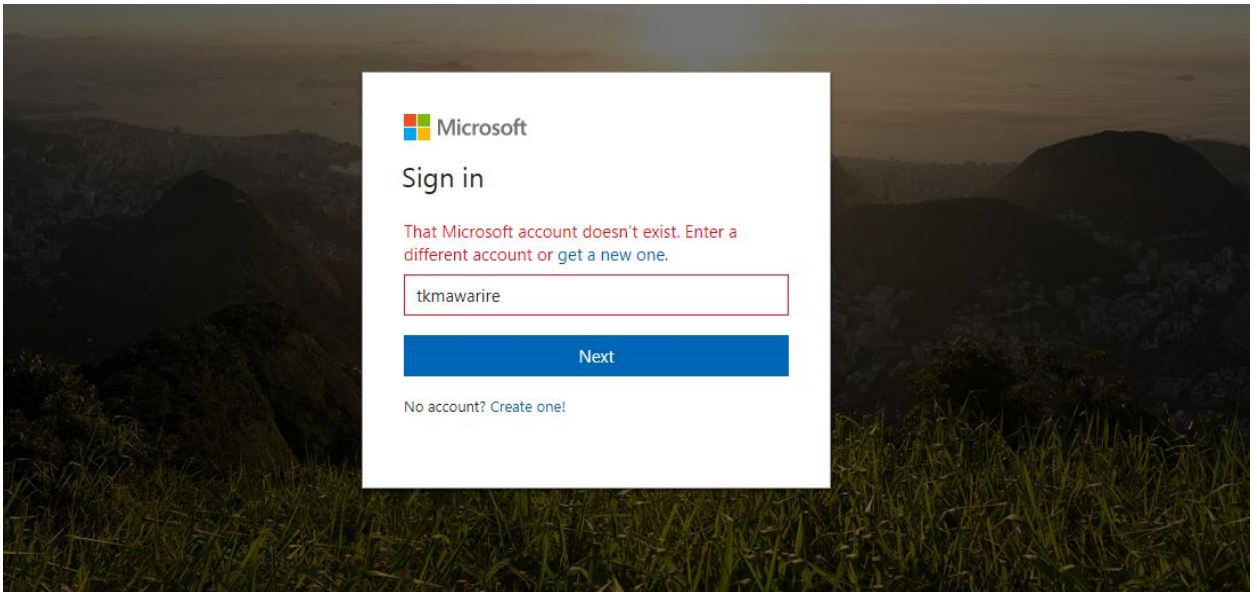 Microsoft
Sign in
That Microsoft account doesn't exist. Enter a
different account or get a new one.
tkmawarire
Next
No account? Create one!